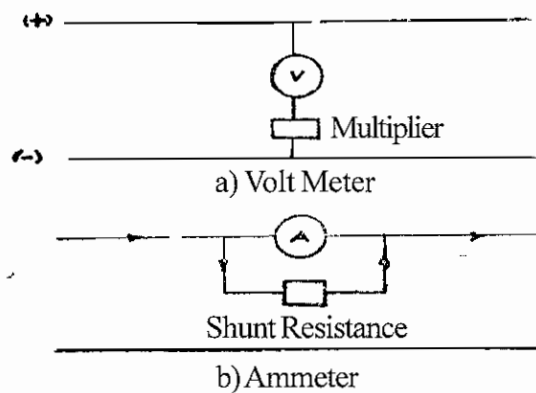 (+)
V
Multiplier
(-)
a) Volt Meter
A
Shunt Resistance
b) Ammeter